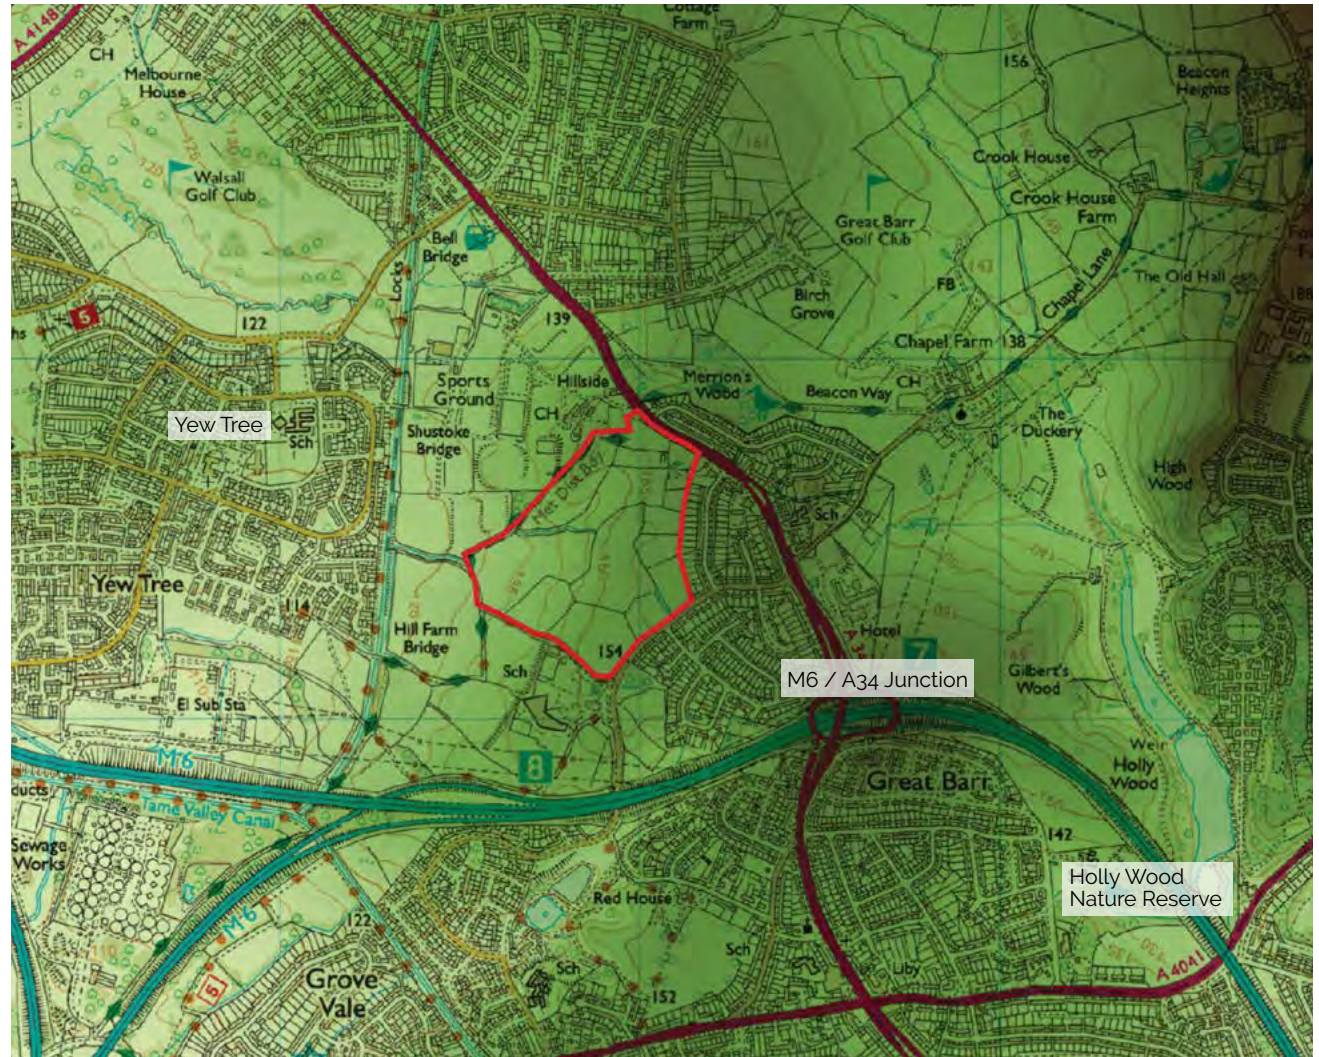 A 4148
CH
Melbourne
House
Cottage
Farm
156
Beacon
Heights
161
Crook House
Crook House
Farm
Walsall
Golf Club
Great Barr
Golf Club
Bell
Bridge
Locks
FB
Chapel Lane
The Old Hall
Birch
Grove
5
122
139
Chapel Farm
138
Sports
Ground
Hillside
Merrion's
Wood
Beacon Way
CH
Yew Tree
Sch
CH
Shustoke
Bridge
The
Duckery
High
Wood
Sch
Yew Tree
114
Hill Farm
Bridge
154
Hotel
7
Sch
M6 / A34 Junction
Gilbert's
Wood
El Sub Sta
M 6
8
Weir
Holly
Wood
Great Barr
Tame Valley Canal
Sewage
Works
142
Holly Wood
Nature Reserve
Red House
M 6
122
Sch
A 4041
5
Grove
Vale
Sch
Liby
152